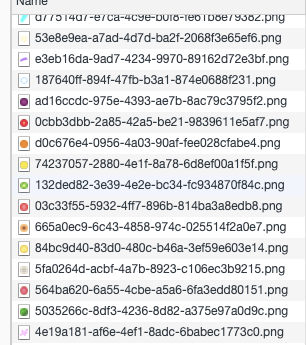 Name
d77514d7-e7ca-4c9e-b0f8-fe61b8e79382.png
53e8e9ea-a7ad-4d7d-ba2f-2068f3e65ef6.png
e3eb16da-9ad7-4234-9970-89162d72e3bf.png
187640ff-894f-47fb-b3a1-874e0688f231.png
ad16ccdc-975e-4393-ae7b-8ac79c3795f2.png
0cbb3dbb-2a85-42a5-be21-9839611e5af7.png
d0c676e4-0956-4a03-90af-fee028cfabe4.png
74237057-2880-4e1f-8a78-6d8ef00a1f5f.png
132ded82-3e39-4e2e-bc34-fc934870f84c.png
03c33f55-5932-4ff7-896b-814ba3a8edb8.png
665a0ec9-6c43-4858-974c-025514f2a0e7.png
84bc9d40-83d0-480c-b46a-3ef59e603e14.png
5fa0264d-acbf-4a7b-8923-c106ec3b9215.png
564ba620-6a55-4cbe-a5a6-6fa3edd80151.png
5035266c-8df3-4236-8d82-a375e97a0d9c.png
4e19a181-af6e-4ef1-8adc-6babec1773c0.png